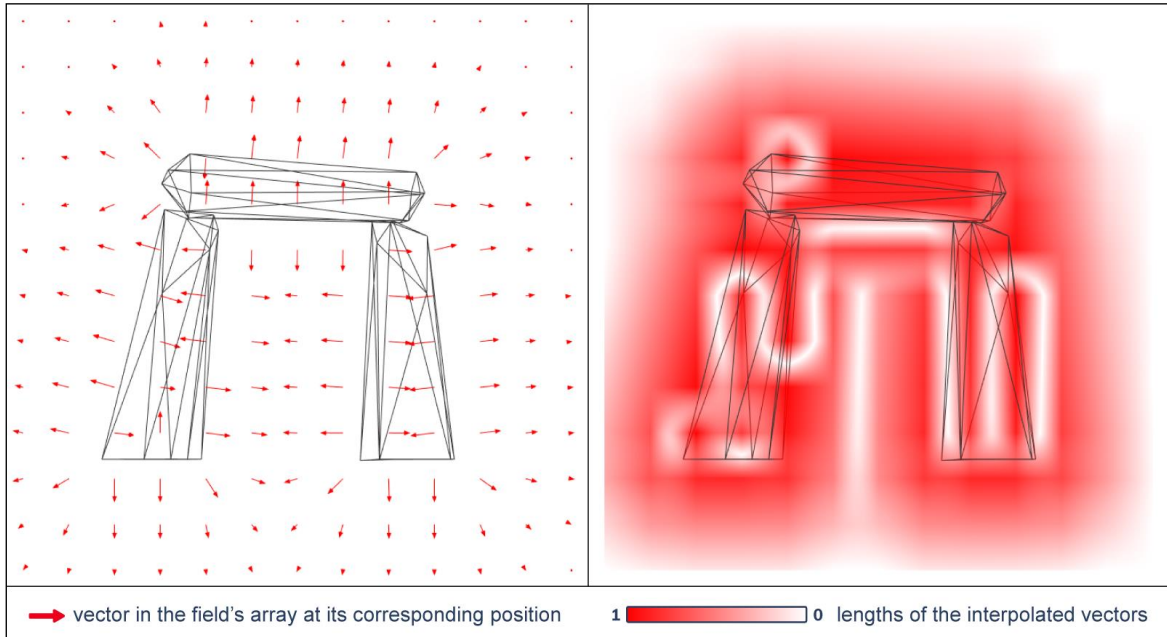 vector in the field's array at its corresponding position
1 0 lengths of the interpolated vectors